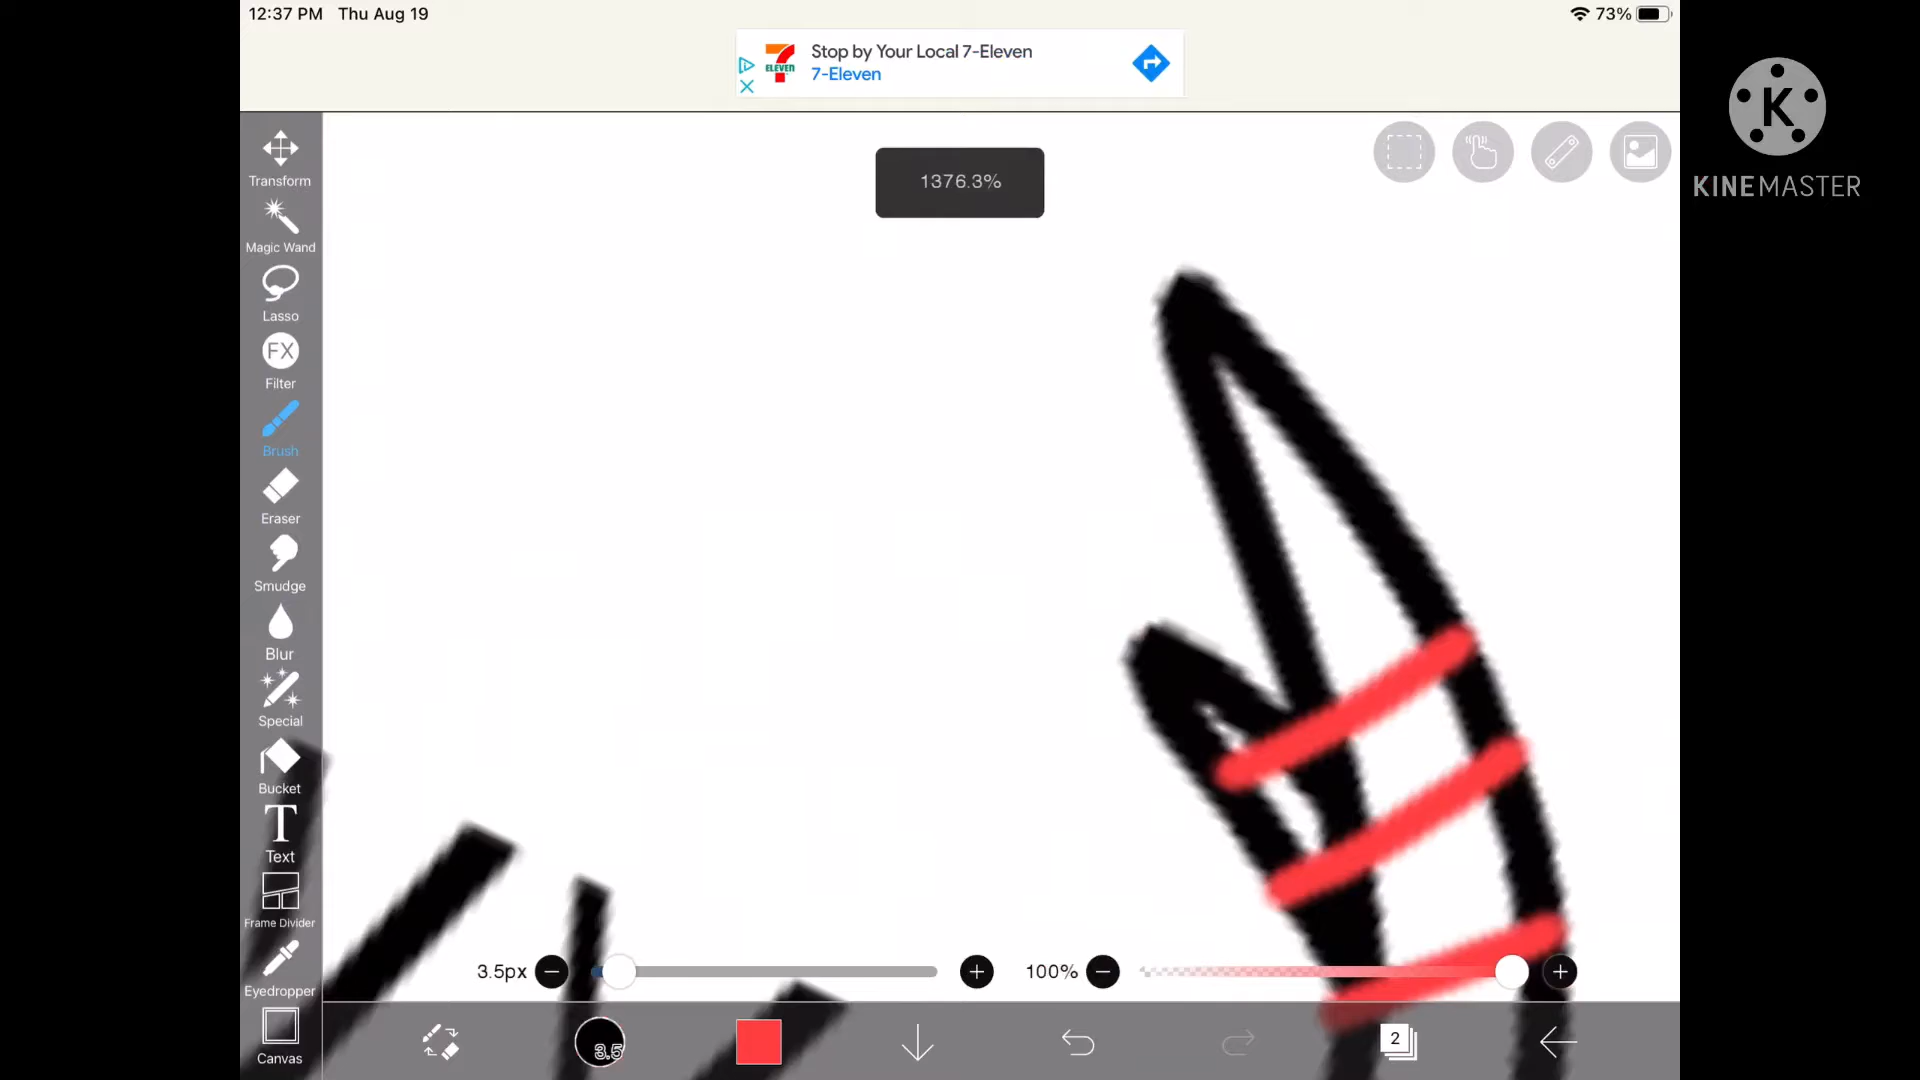 12:37 PM Thu Aug 19
73%
7
ELEVEN
Stop by Your Local 7-Eleven
7-Eleven
K
KINEMASTER
1376.3%
Transform
Magic Wand
Lasso
FX
Filter
Brush
Eraser
Smudge
Blur
Special
Bucket
T
Text
Frame Divider
Eyedropper
Canvas
3.5px
100%
3.5
2